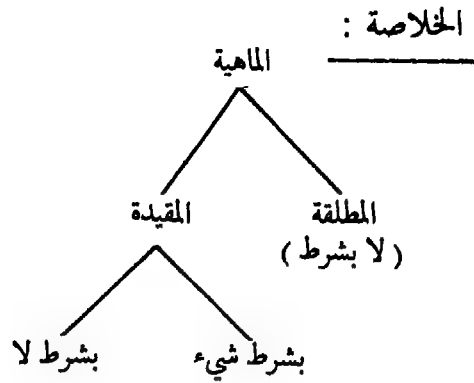 الخلاصة :
الماهية
المطلقة
المقيدة
( لا بشرط )
بشرط شيء
بشرط لا